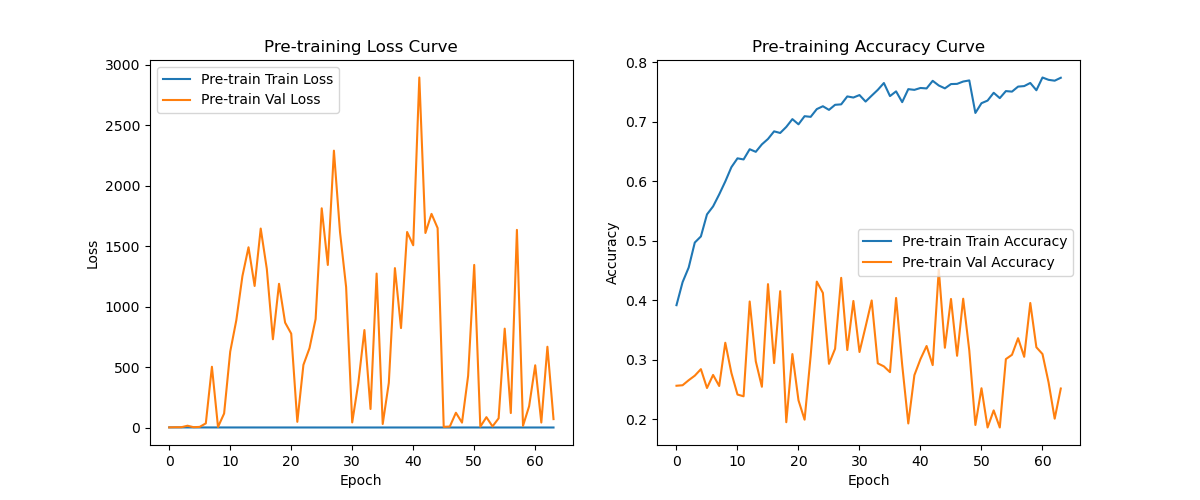 Pre-training Loss Curve
Pre-train Train Loss
Pre-train Val Loss
3000
2500
2000
1500
1000
500
0
Loss
0 10 20 30 40 50 60
Epoch
Pre-training Accuracy Curve
Pre-train Train Accuracy
Pre-train Val Accuracy
0.8
0.7
0.6
0.5
0.4
0.3
0.2
Accuracy
0 10 20 30 40 50 60
Epoch